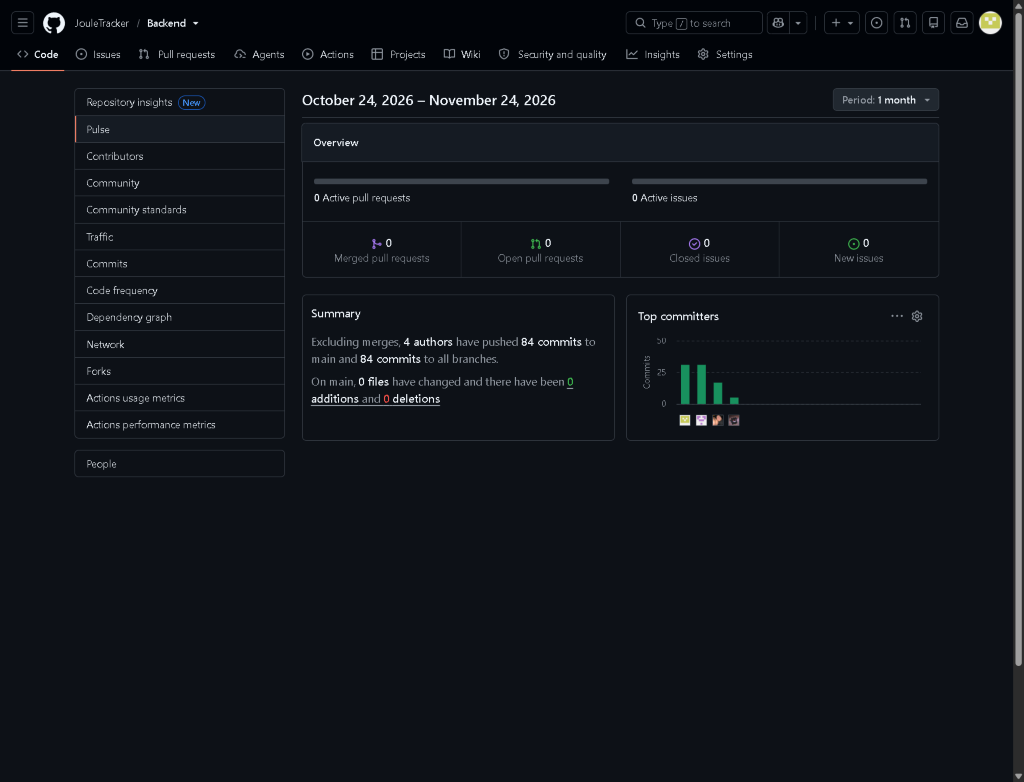 JouleTracker / Backend
Type / to search
Code
Issues
Pull requests
Agents
Actions
Projects
Wiki
Security and quality
Insights
Settings
Repository insights New
Pulse
Contributors
Community
Community standards
Traffic
Commits
Code frequency
Dependency graph
Network
Forks
Actions usage metrics
Actions performance metrics
People
October 24, 2026 – November 24, 2026
Period: 1 month
Overview
0 Active pull requests
0 Active issues
0
Merged pull requests
0
Open pull requests
0
Closed issues
0
New issues
Summary
Excluding merges, 4 authors have pushed 84 commits to
main and 84 commits to all branches.
On main, 0 files have changed and there have been 0
additions and 0 deletions
Top committers
Commits
50
25
0